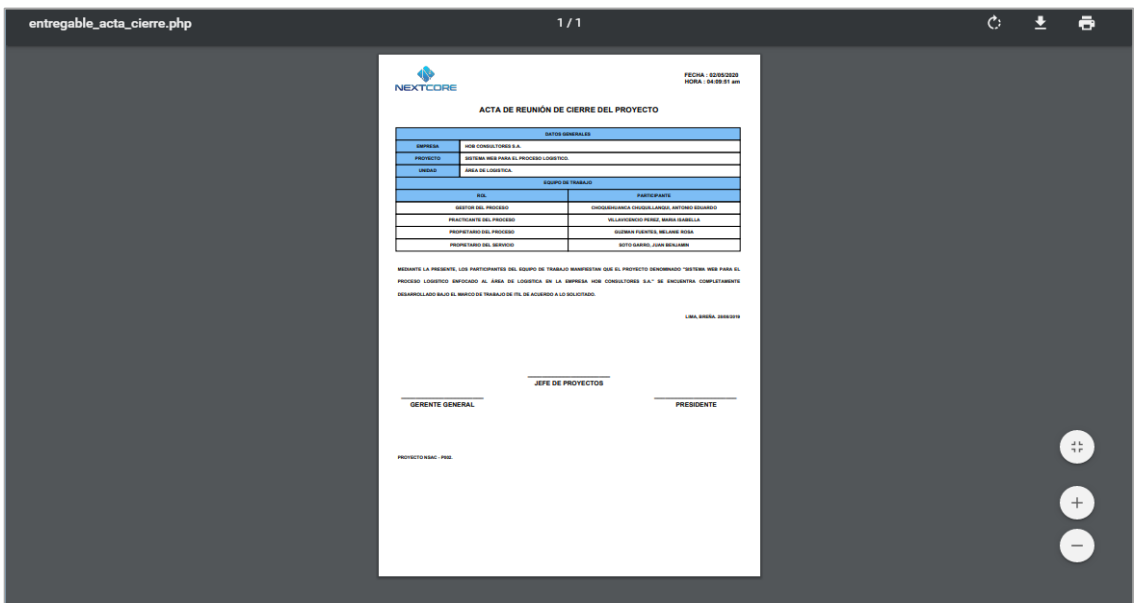 entregable_acta_cierre.php
1 / 1
NEXTCORE
FECHA : 02/05/2020
HORA : 04:09:51 am
ACTA DE REUNIÓN DE CIERRE DEL PROYECTO
DATOS GENERALES
EMPRESA HOB CONSULTORES S.A.
PROYECTO SISTEMA WEB PARA EL PROCESO LOGISTICO.
UNIDAD ÁREA DE LOGISTICA.
EQUIPO DE TRABAJO
ROL PARTICIPANTE
GESTOR DEL PROCESO CHOQUEHUANCA CHUQUILLANQUI, ANTONIO EDUARDO
PRACTICANTE DEL PROCESO VILLAVICENCIO PEREZ, MARIA ISABELLA
PROPIETARIO DEL PROCESO GUZMAN FUENTES, MELANIE ROSA
PROPIETARIO DEL SERVICIO SOTO GARRO, JUAN BENJAMIN
MEDIANTE LA PRESENTE, LOS PARTICIPANTES DEL EQUIPO DE TRABAJO MANIFIESTAN QUE EL PROYECTO DENOMINADO "SISTEMA WEB PARA EL
PROCESO LOGISTICO ENFOCADO AL ÁREA DE LOGISTICA EN LA EMPRESA HOB CONSULTORES S.A." SE ENCUENTRA COMPLETAMENTE
DESARROLLADO BAJO EL MARCO DE TRABAJO DE ITIL DE ACUERDO A LO SOLICITADO.
LIMA, BREÑA.
JEFE DE PROYECTOS
GERENTE GENERAL PRESIDENTE
PROYECTO NSAC - P002.